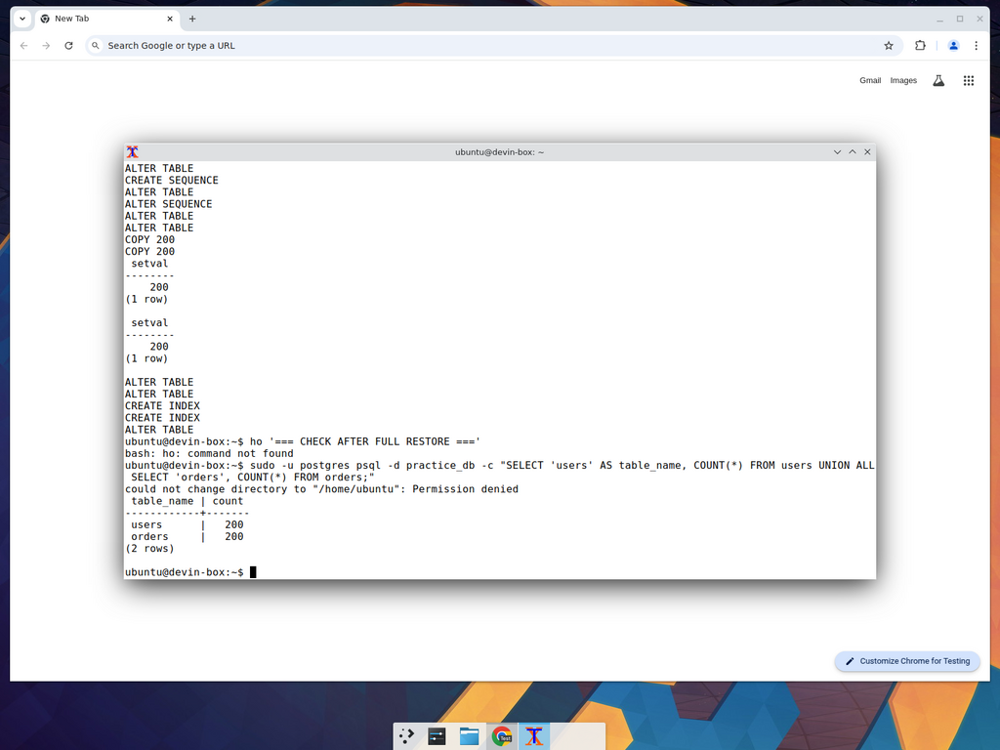 New Tab
Search Google or type a URL
Gmail Images
ubuntu@devin-box: ~
ALTER TABLE
CREATE SEQUENCE
ALTER TABLE
ALTER SEQUENCE
ALTER TABLE
ALTER TABLE
COPY 200
COPY 200
setval
--------
200
(1 row)
setval
--------
200
(1 row)
ALTER TABLE
ALTER TABLE
CREATE INDEX
CREATE INDEX
ALTER TABLE
ubuntu@devin-box:~$ ho '=== CHECK AFTER FULL RESTORE ==='
bash: ho: command not found
ubuntu@devin-box:~$ sudo -u postgres psql -d practice_db -c "SELECT 'users' AS table_name, COUNT(*) FROM users UNION ALL
SELECT 'orders', COUNT(*) FROM orders;"
could not change directory to "/home/ubuntu": Permission denied
table_name | count
------------+-------
users | 200
orders | 200
(2 rows)
ubuntu@devin-box:~$
Customize Chrome for Testing
Test